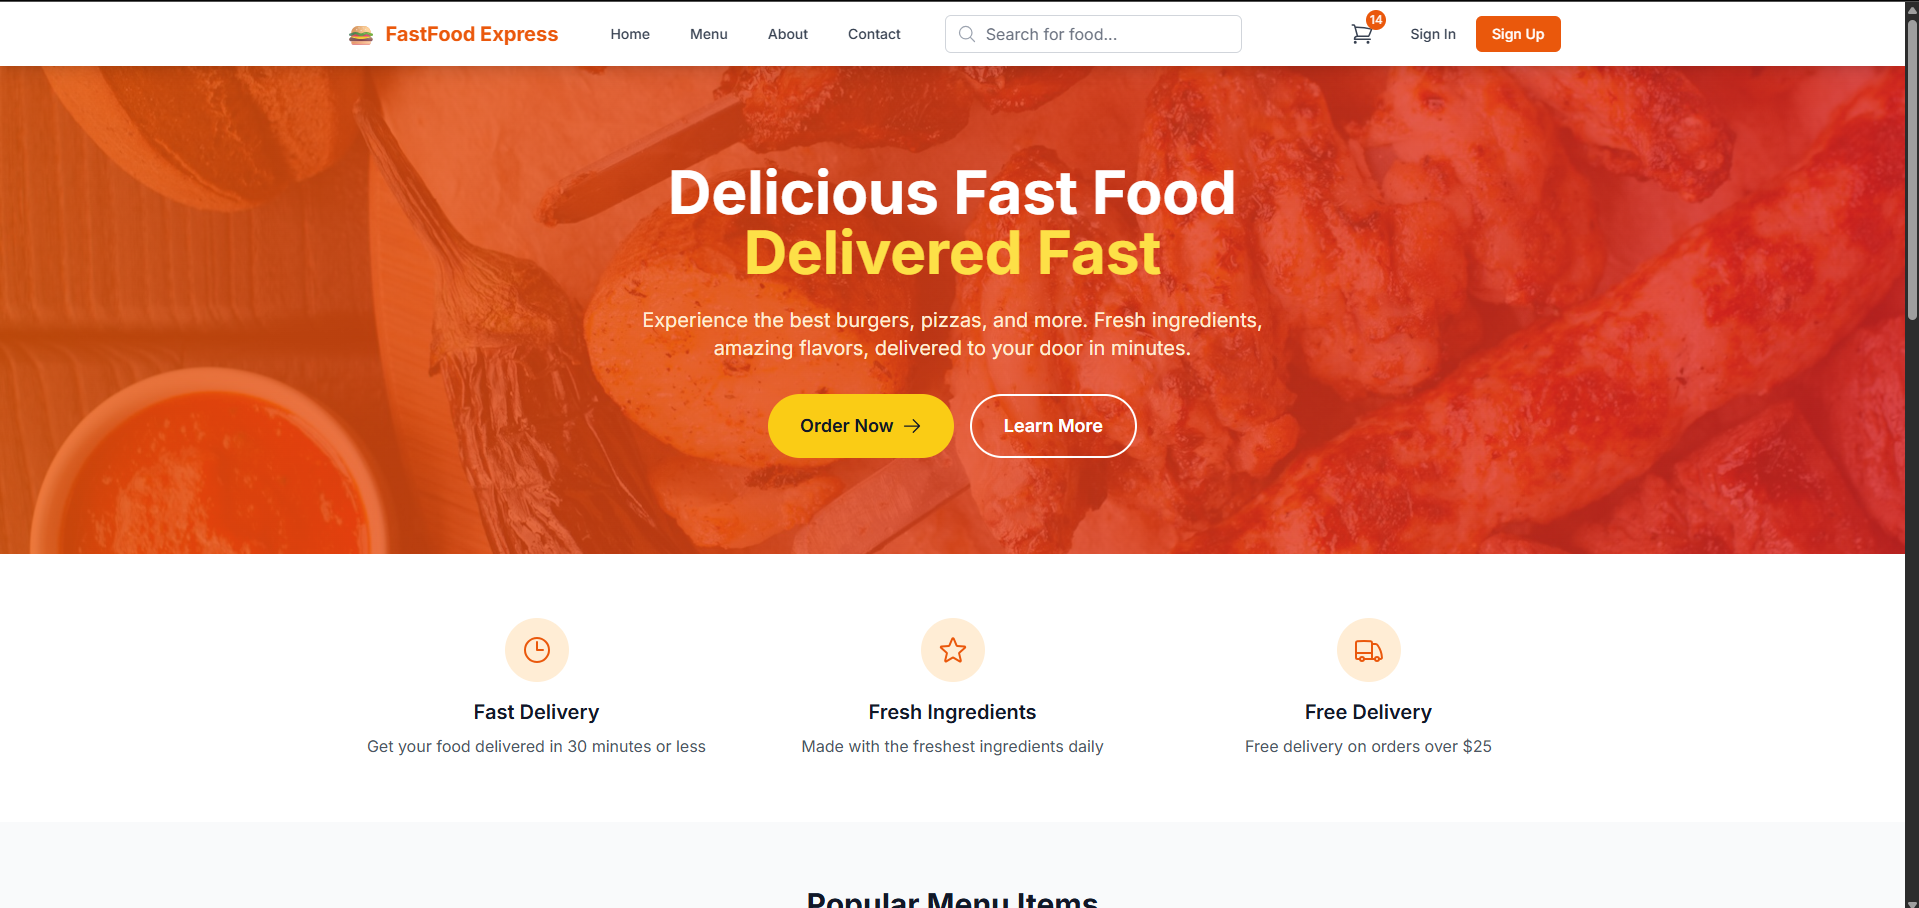 FastFood Express
Home
Menu
About
Contact
Search for food...
14
Sign In
Sign Up
Delicious Fast Food
Delivered Fast
Experience the best burgers, pizzas, and more. Fresh ingredients,
amazing flavors, delivered to your door in minutes.
Order Now
Learn More
Fast Delivery
Get your food delivered in 30 minutes or less
Fresh Ingredients
Made with the freshest ingredients daily
Free Delivery
Free delivery on orders over $25
Popular Menu Items